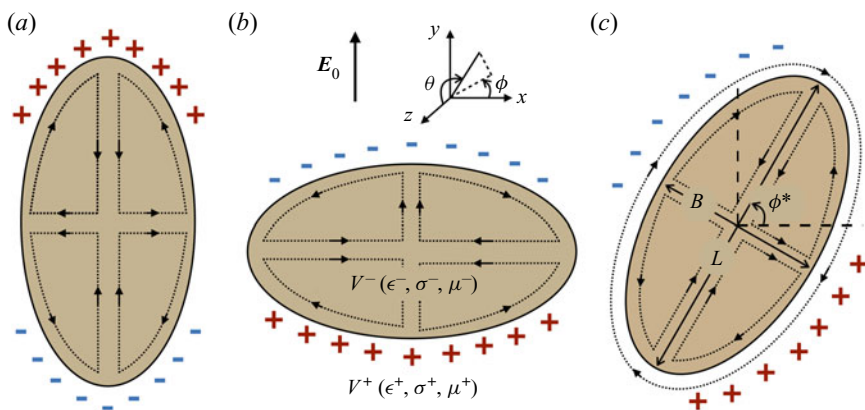 (a)
(b)
(c)
E₀
y
θ
ϕ
x
z
B
ϕ*
L
V⁻ (ϵ⁻, σ⁻, μ⁻)
V⁺ (ϵ⁺, σ⁺, μ⁺)